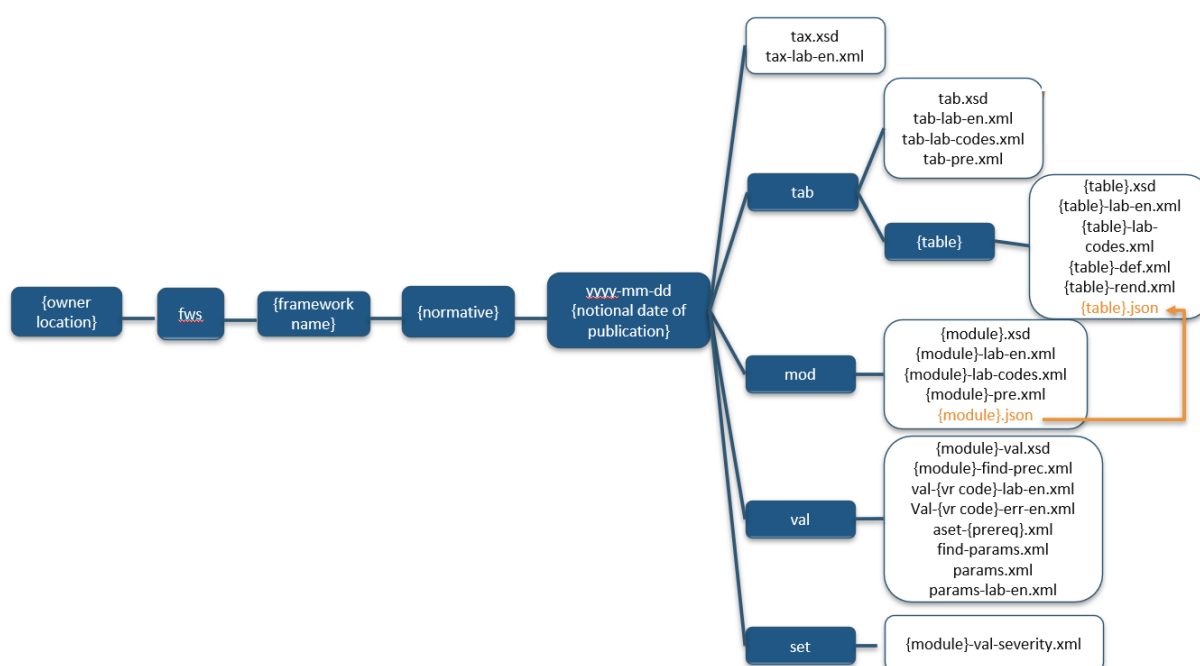 tax.xsd
tax-lab-en.xml
tab.xsd
tab-lab-en.xml
tab-lab-codes.xml
tab-pre.xml
tab
{table}
{table}.xsd
{table}-lab-en.xml
{table}-lab-
codes.xml
{table}-def.xml
{table}-rend.xml
{table}.json
{owner
location}
fws
{framework
name}
{normative}
yyyy-mm-dd
{notional date of
publication}
mod
{module}.xsd
{module}-lab-en.xml
{module}-lab-codes.xml
{module}-pre.xml
{module}.json
val
{module}-val.xsd
{module}-find-prec.xml
val-{vr code}-lab-en.xml
Val-{vr code}-err-en.xml
aset-{prereq}.xml
find-params.xml
params.xml
params-lab-en.xml
set
{module}-val-severity.xml